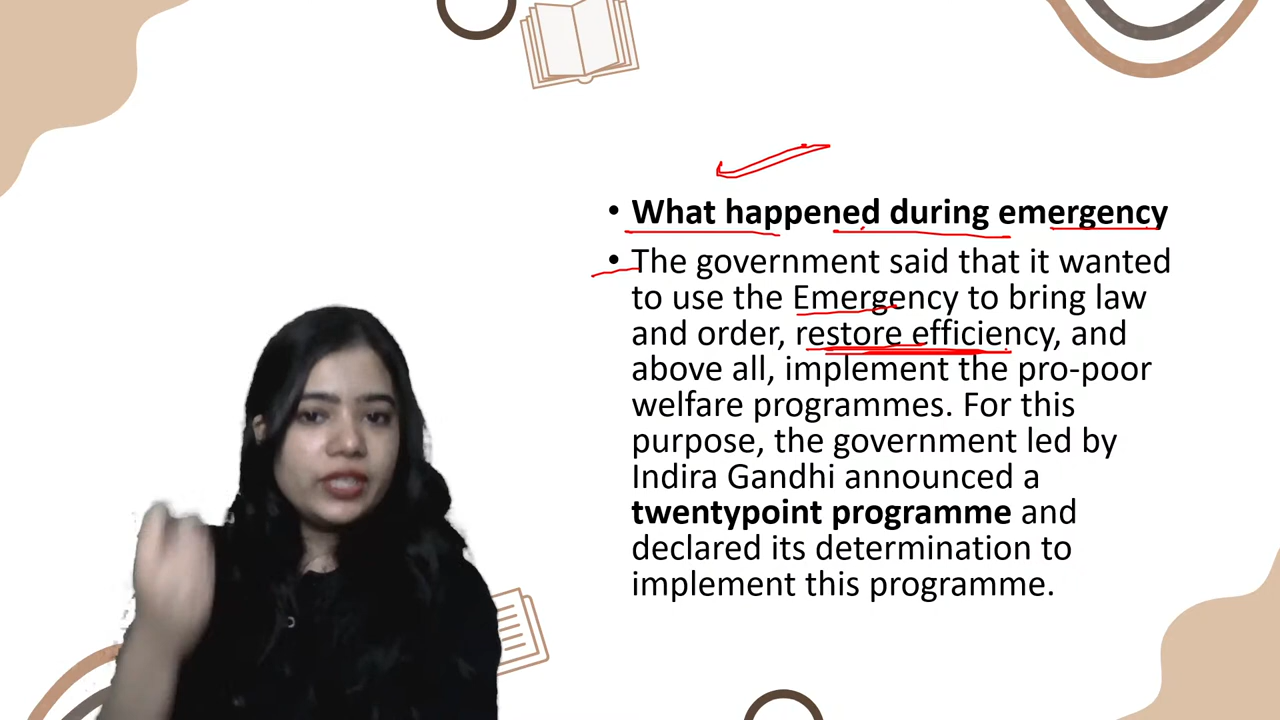 • What happened during emergency
• The government said that it wanted
to use the Emergency to bring law
and order, restore efficiency, and
above all, implement the pro-poor
welfare programmes. For this
purpose, the government led by
Indira Gandhi announced a
twentypoint programme and
declared its determination to
implement this programme.